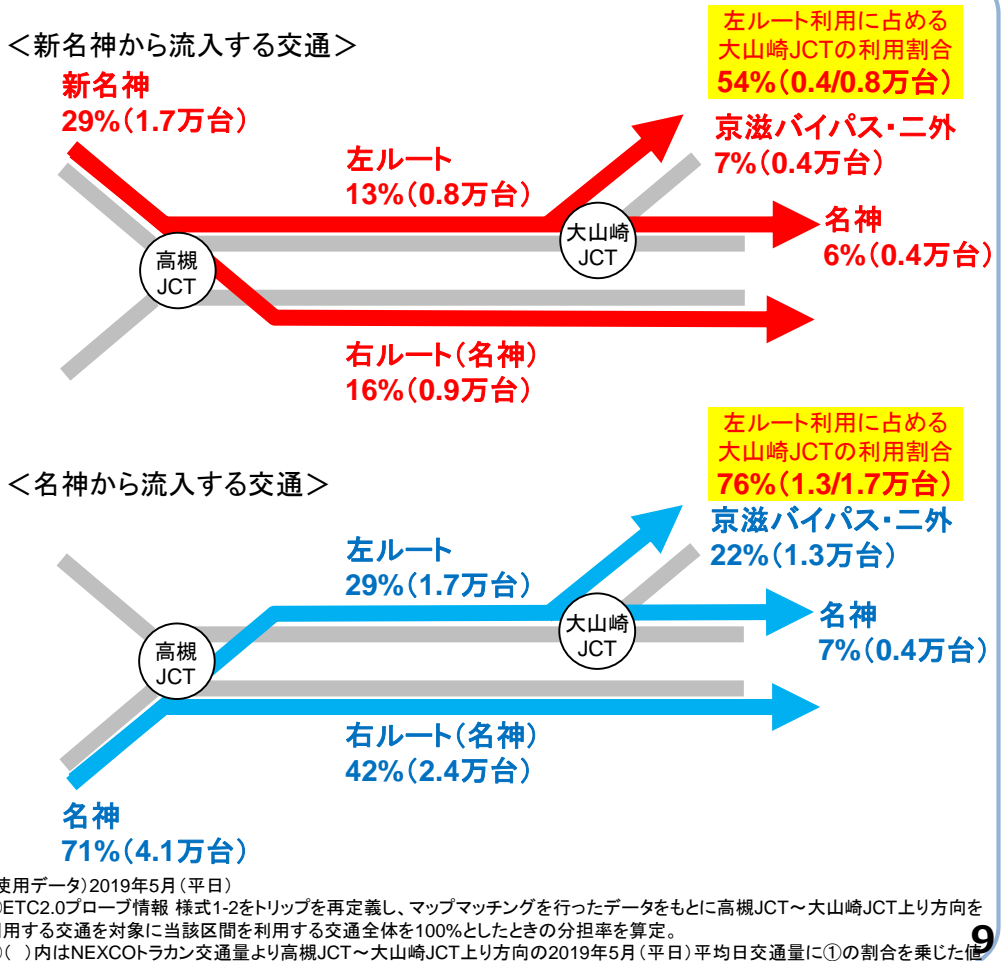 ＜新名神から流入する交通＞
新名神
29%（1.7万台）
左ルート
13%（0.8万台）
左ルート利用に占める
大山崎JCTの利用割合
54%（0.4/0.8万台）
京滋バイパス・二外
7%（0.4万台）
高槻
JCT
大山崎
JCT
名神
6%（0.4万台）
右ルート（名神）
16%（0.9万台）
＜名神から流入する交通＞
左ルート
29%（1.7万台）
左ルート利用に占める
大山崎JCTの利用割合
76%（1.3/1.7万台）
京滋バイパス・二外
22%（1.3万台）
高槻
JCT
大山崎
JCT
名神
7%（0.4万台）
右ルート（名神）
42%（2.4万台）
名神
71%（4.1万台）
使用データ）2019年5月（平日）
ETC2.0プローブ情報 様式1-2をトリップを再定義し、マップマッチングを行ったデータをもとに高槻JCT～大山崎JCT上り方向を
用する交通を対象に当該区間を利用する交通全体を100%としたときの分担率を算定。
（ ）内はNEXCOトラカン交通量より高槻JCT～大山崎JCT上り方向の2019年5月（平日）平均日交通量に①の割合を乗じた値
9